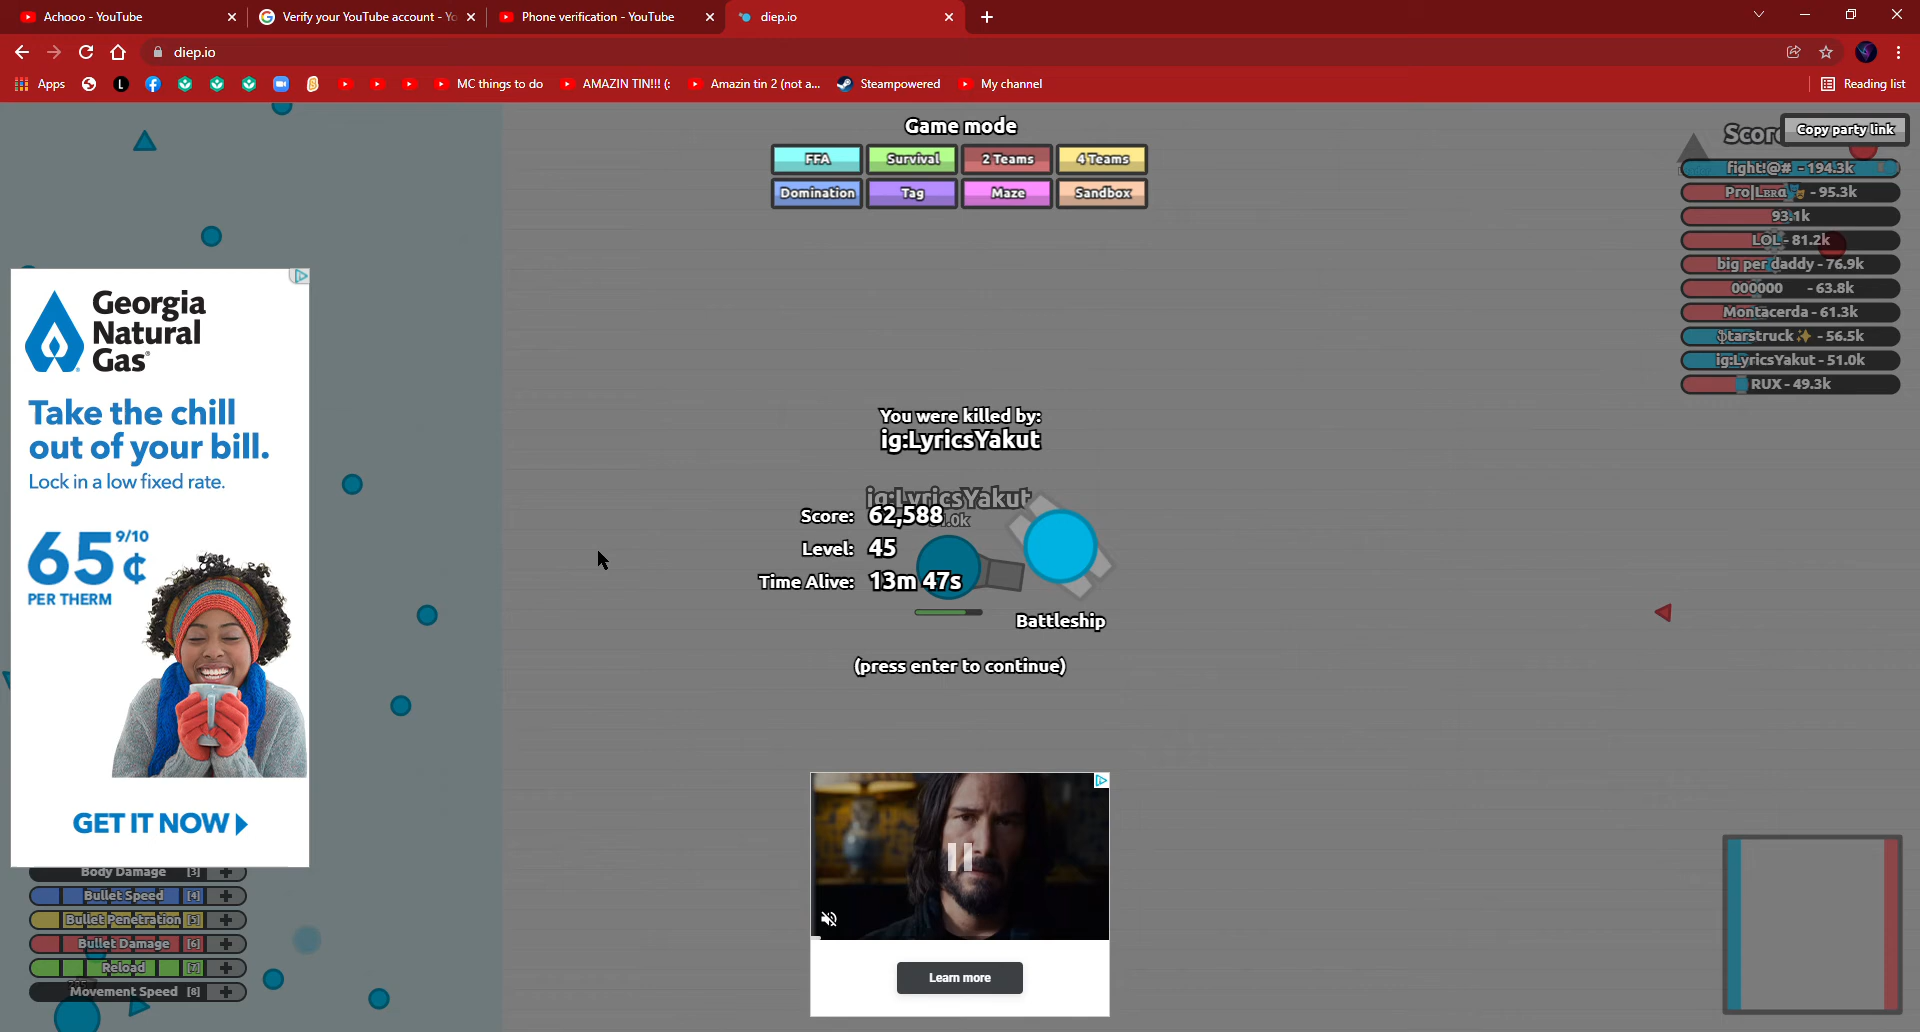 Achooo - YouTube
Verify your YouTube account - Yo
Phone verification - YouTube
diep.io
diep.io
Apps
MC things to do
AMAZIN TIN!!! (:
Amazin tin 2 (not a...
Steampowered
My channel
Reading list
Game mode
FFA
Survival
2 Teams
4 Teams
Domination
Tag
Maze
Sandbox
Copy party link
fight!@# - 194.3k
Pro|Lʙʀα - 95.3k
93.1k
LOL - 81.2k
big per daddy - 76.9k
000000 - 63.8k
Montacerda - 61.3k
tarstruck✨ - 56.5k
ig:LyricsYakut - 51.0k
RUX - 49.3k
Georgia
Natural
Gas
Take the chill
out of your bill.
Lock in a low fixed rate.
65 9/10 ¢
PER THERM
GET IT NOW
You were killed by:
ig:LyricsYakut
ig:LyricsYakut
Score: 62,588
Level: 45
Time Alive: 13m 47s
Battleship
(press enter to continue)
Learn more
Body Damage [3] +
Bullet Speed [4] +
Bullet Penetration [5] +
Bullet Damage [6] +
Reload [7] +
Movement Speed [8] +